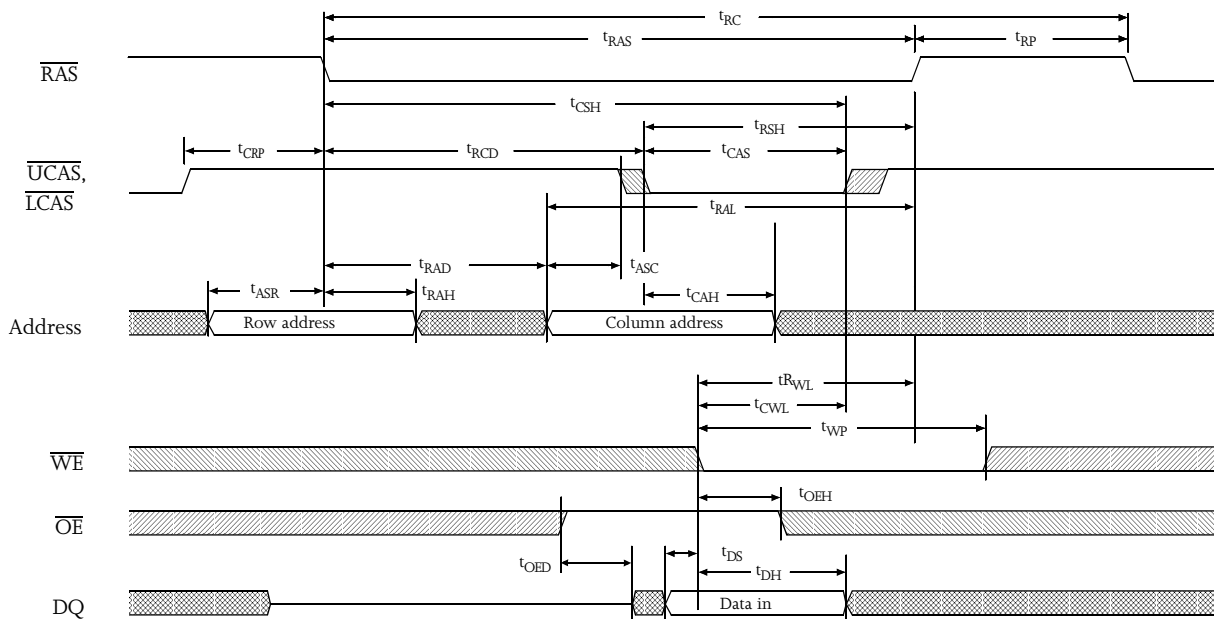 tRC
tRAS tRP
RAS
tCSH
tRSH
tCRP tRCD tCAS
UCAS,
LCAS
tRAL
tRAD tASC
tASR tRAH tCAH
Address Row address Column address
tRWL
tCWL
tWP
WE
tOEH
OE
tOED tDS
tDH
DQ Data in